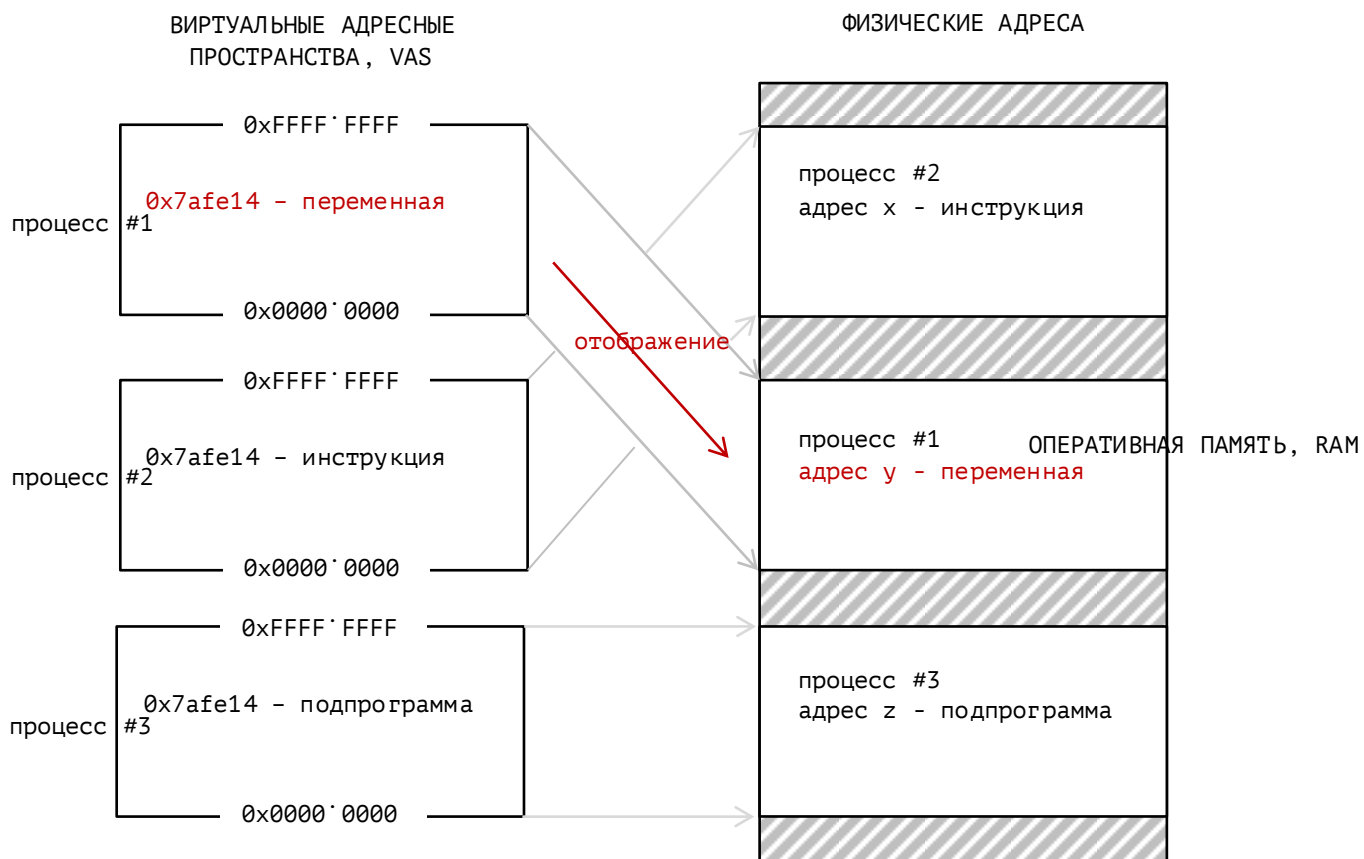 ВИРТУАЛЬНЫЕ АДРЕСНЫЕ
ПРОСТРАНСТВА, VAS
ФИЗИЧЕСКИЕ АДРЕСА
0xFFFF˙FFFF
0x7afe14 – переменная
процесс #1
0x0000˙0000
0xFFFF˙FFFF
0x7afe14 – инструкция
процесс #2
0x0000˙0000
0xFFFF˙FFFF
0x7afe14 – подпрограмма
процесс #3
0x0000˙0000
отображение
процесс #2
адрес x - инструкция
процесс #1
адрес y - переменная
ОПЕРАТИВНАЯ ПАМЯТЬ, RAM
процесс #3
адрес z - подпрограмма